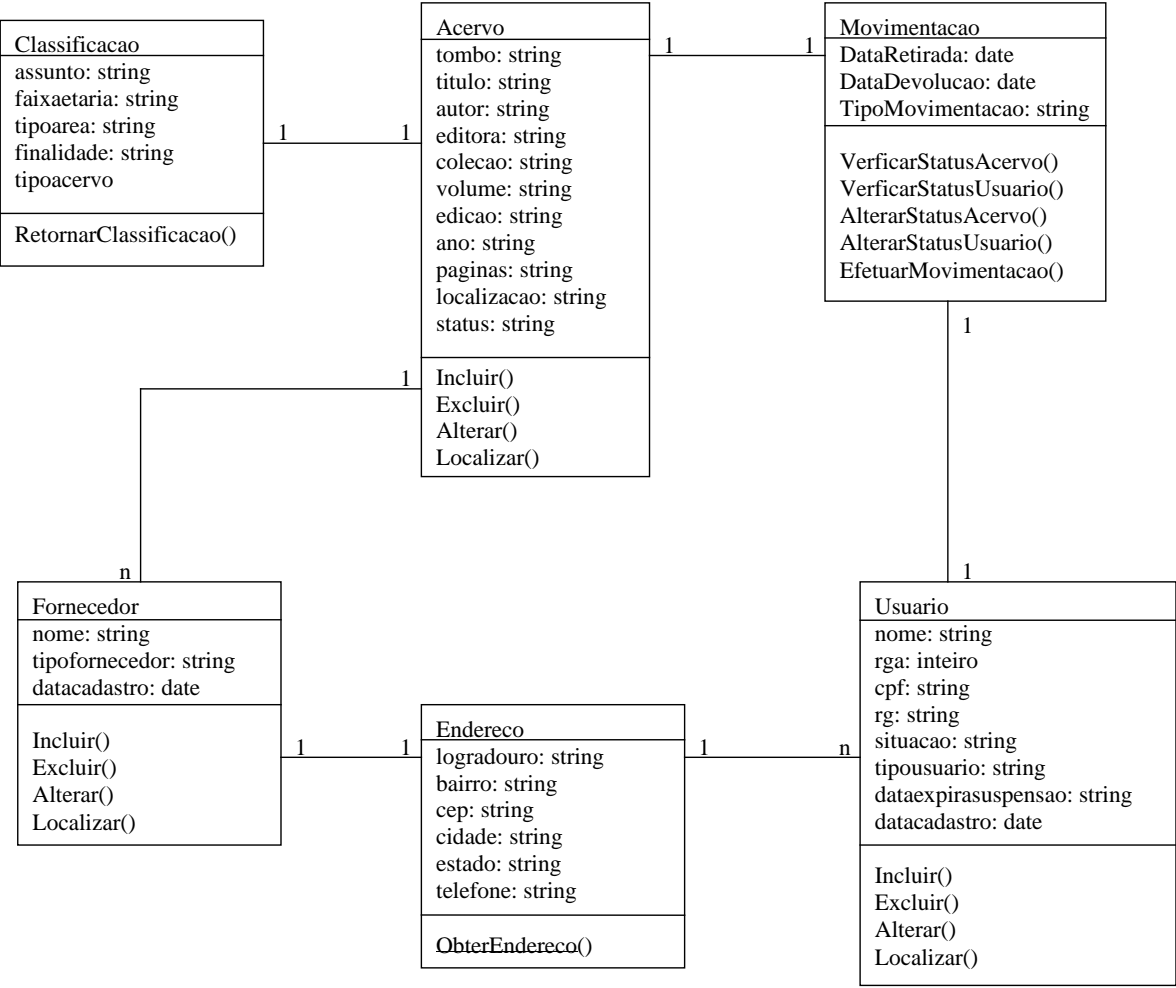 Classificacao
assunto: string
faixaetaria: string
tipoarea: string
finalidade: string
tipoacervo
RetornarClassificacao()
1
1
Acervo
tombo: string
titulo: string
autor: string
editora: string
colecao: string
volume: string
edicao: string
ano: string
paginas: string
localizacao: string
status: string
Incluir()
Excluir()
Alterar()
Localizar()
1
1
Movimentacao
DataRetirada: date
DataDevolucao: date
TipoMovimentacao: string
VerficarStatusAcervo()
VerficarStatusUsuario()
AlterarStatusAcervo()
AlterarStatusUsuario()
EfetuarMovimentacao()
1
1
1
n
Fornecedor
nome: string
tipofornecedor: string
datacadastro: date
Incluir()
Excluir()
Alterar()
Localizar()
1
1
Endereco
logradouro: string
bairro: string
cep: string
cidade: string
estado: string
telefone: string
ObterEndereco()
1
n
Usuario
nome: string
rga: inteiro
cpf: string
rg: string
situacao: string
tipousuario: string
dataexpirasuspensao: string
datacadastro: date
Incluir()
Excluir()
Alterar()
Localizar()